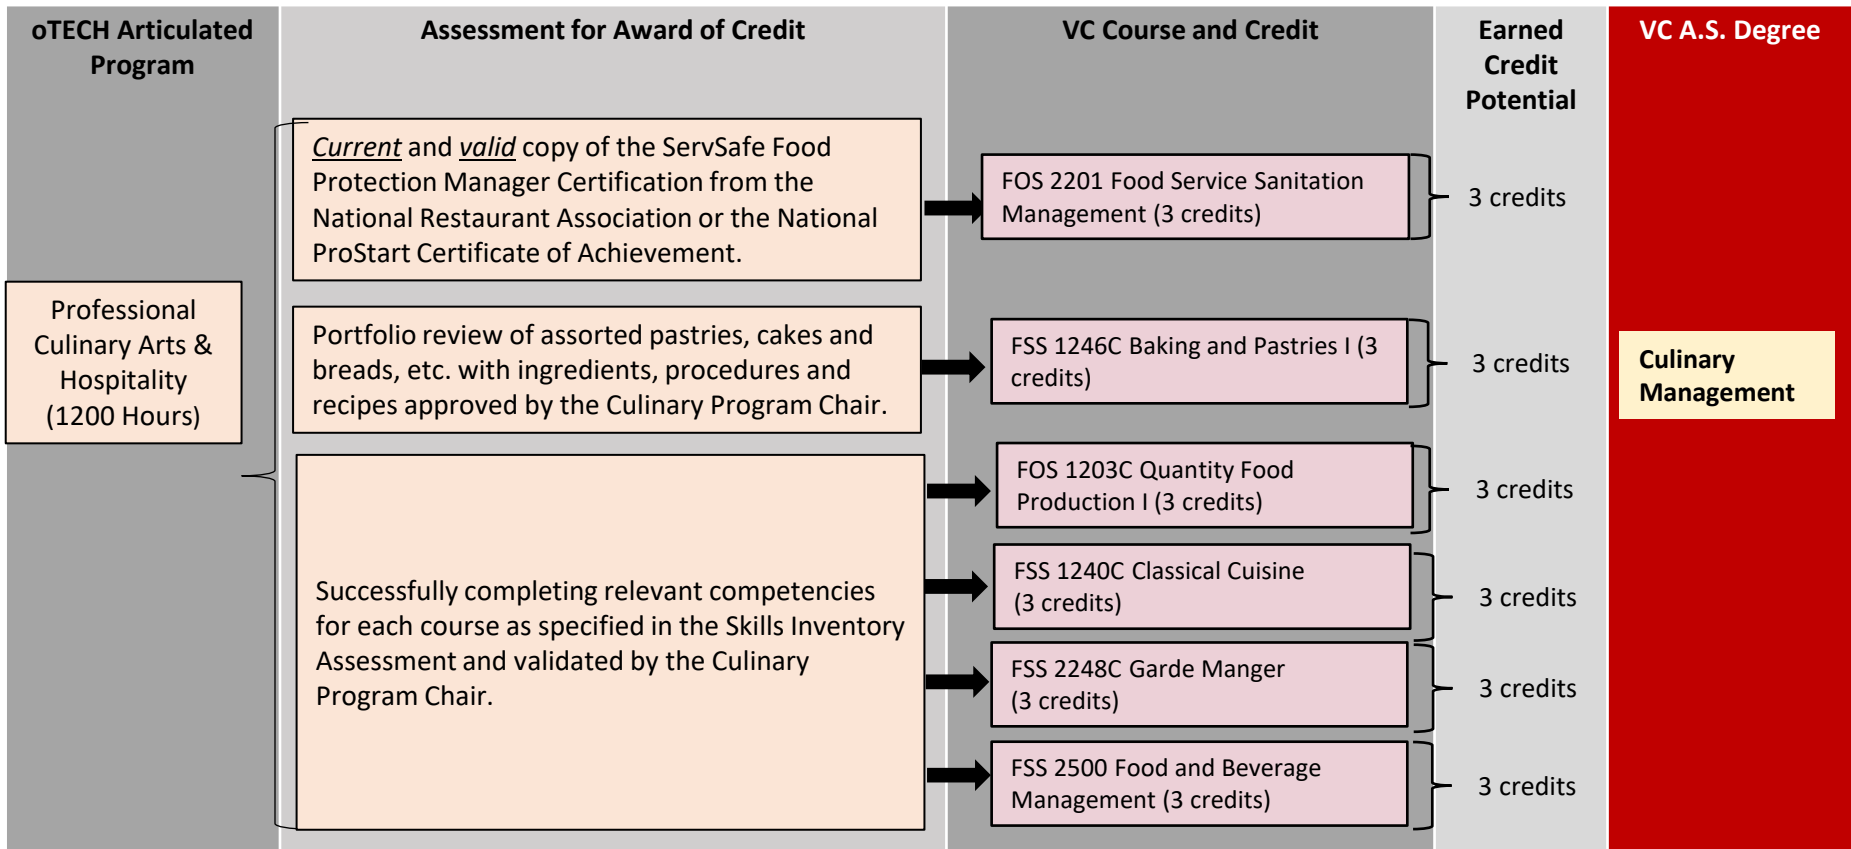 oTECH Articulated
Program
Assessment for Award of Credit
VC Course and Credit
Earned
Credit
Potential
VC A.S. Degree
Professional
Culinary Arts &
Hospitality
(1200 Hours)
Current and valid copy of the ServSafe Food
Protection Manager Certification from the
National Restaurant Association or the National
ProStart Certificate of Achievement.
FOS 2201 Food Service Sanitation
Management (3 credits)
3 credits
Portfolio review of assorted pastries, cakes and
breads, etc. with ingredients, procedures and
recipes approved by the Culinary Program Chair.
FSS 1246C Baking and Pastries I (3
credits)
3 credits
Successfully completing relevant competencies
for each course as specified in the Skills Inventory
Assessment and validated by the Culinary
Program Chair.
FOS 1203C Quantity Food
Production I (3 credits)
3 credits
FSS 1240C Classical Cuisine
(3 credits)
3 credits
FSS 2248C Garde Manger
(3 credits)
3 credits
FSS 2500 Food and Beverage
Management (3 credits)
3 credits
Culinary
Management